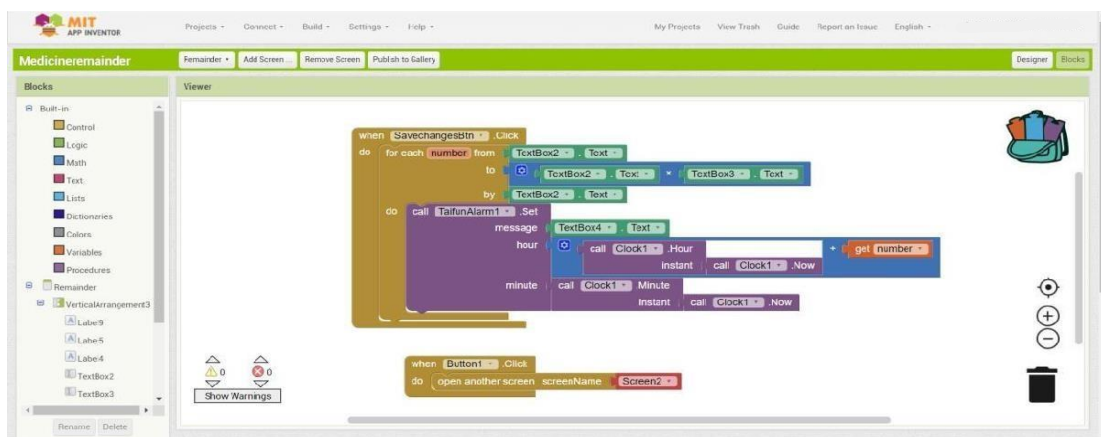 MIT
APP INVENTOR
Projects Connect Build Settings Help My Projects View Trash Guide Report an Issue English
Medicineremainder Remainder Add Screen ... Remove Screen Publish to Gallery Designer Blocks
Blocks Viewer
Built-in
Control
Logic
Math
Text
Lists
Dictionaries
Colors
Variables
Procedures
Remainder
VerticalArrangement3
Label9
Label5
Label4
TextBox2
TextBox3
Rename Delete
when SavechangesBtn .Click
do for each number from TextBox2 . Text
to TextBox2 . Text × TextBox3 . Text
by TextBox2 . Text
do call TaifunAlarm1 .Set
message TextBox4 . Text
hour call Clock1 .Hour + get number
instant call Clock1 .Now
minute call Clock1 Minute
instant call Clock1 .Now
when Button1 .Click
do open another screen screenName Screen2
0 0
Show Warnings